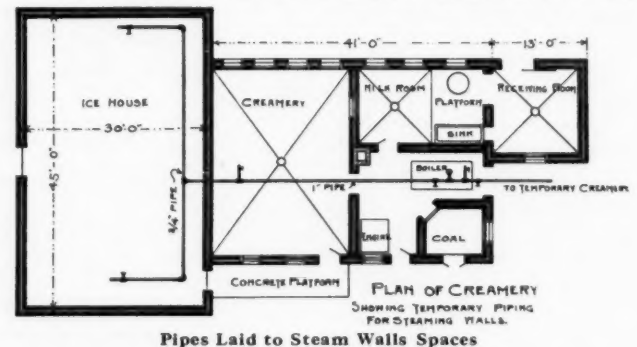 41'-0"
13'-0"
ICE HOUSE
CREAMERY
MILK ROOM
PLATFORM
RECEIVING ROOM
30'-0"
45'-0"
SINK
3/4" PIPE
1" PIPE
BOILER
TO TEMPORARY CREAMERY
ENGINE
COAL
CONCRETE PLATFORM
PLAN OF CREAMERY
SHOWING TEMPORARY PIPING
FOR STEAMING WALLS.
Pipes Laid to Steam Walls Spaces